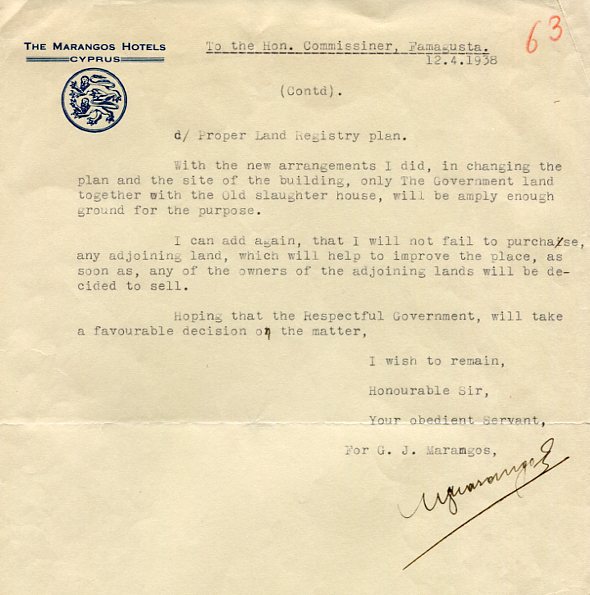 63
THE MARANGOS HOTELS
CYPRUS
To the Hon. Commissiner, Famagusta.
12.4.1938
(Contd).
d/ Proper Land Registry plan.
With the new arrangements I did, in changing the
plan and the site of the building, only The Government land
together with the Old slaughter house, will be amply enough
ground for the purpose.
I can add again, that I will not fail to purchase,
any adjoining land, which will help to improve the place, as
soon as, any of the owners of the adjoining lands will be de-
cided to sell.
Hoping that the Respectful Government, will take
a favourable decision on the matter,
I wish to remain,
Honourable Sir,
Your obedient Servant,
For G. J. Maramgos,